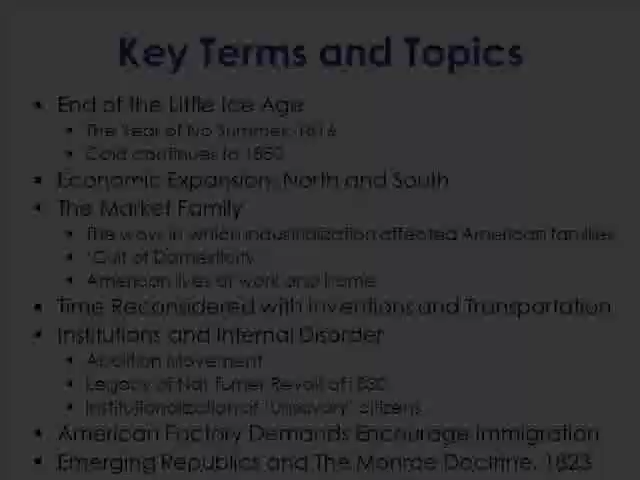 Key Terms and Topics
• End of the Little Ice Age
• The Year of No Summer, 1816
• Cold continues to 1850
• Economic Expansion: North and South
• The Market Family
• The ways in which industrialization affected American families
• "Cult of Domesticity"
• American lives at work and home
• Time Reconsidered with Inventions and Transportation
• Institutions and Internal Disorder
• Abolition Movement
• Legacy of Nat Turner Revolt of 1830
• Institutionalization of "Unsavory" citizens
• American Factory Demands Encourage Immigration
• Emerging Republics and The Monroe Doctrine, 1823